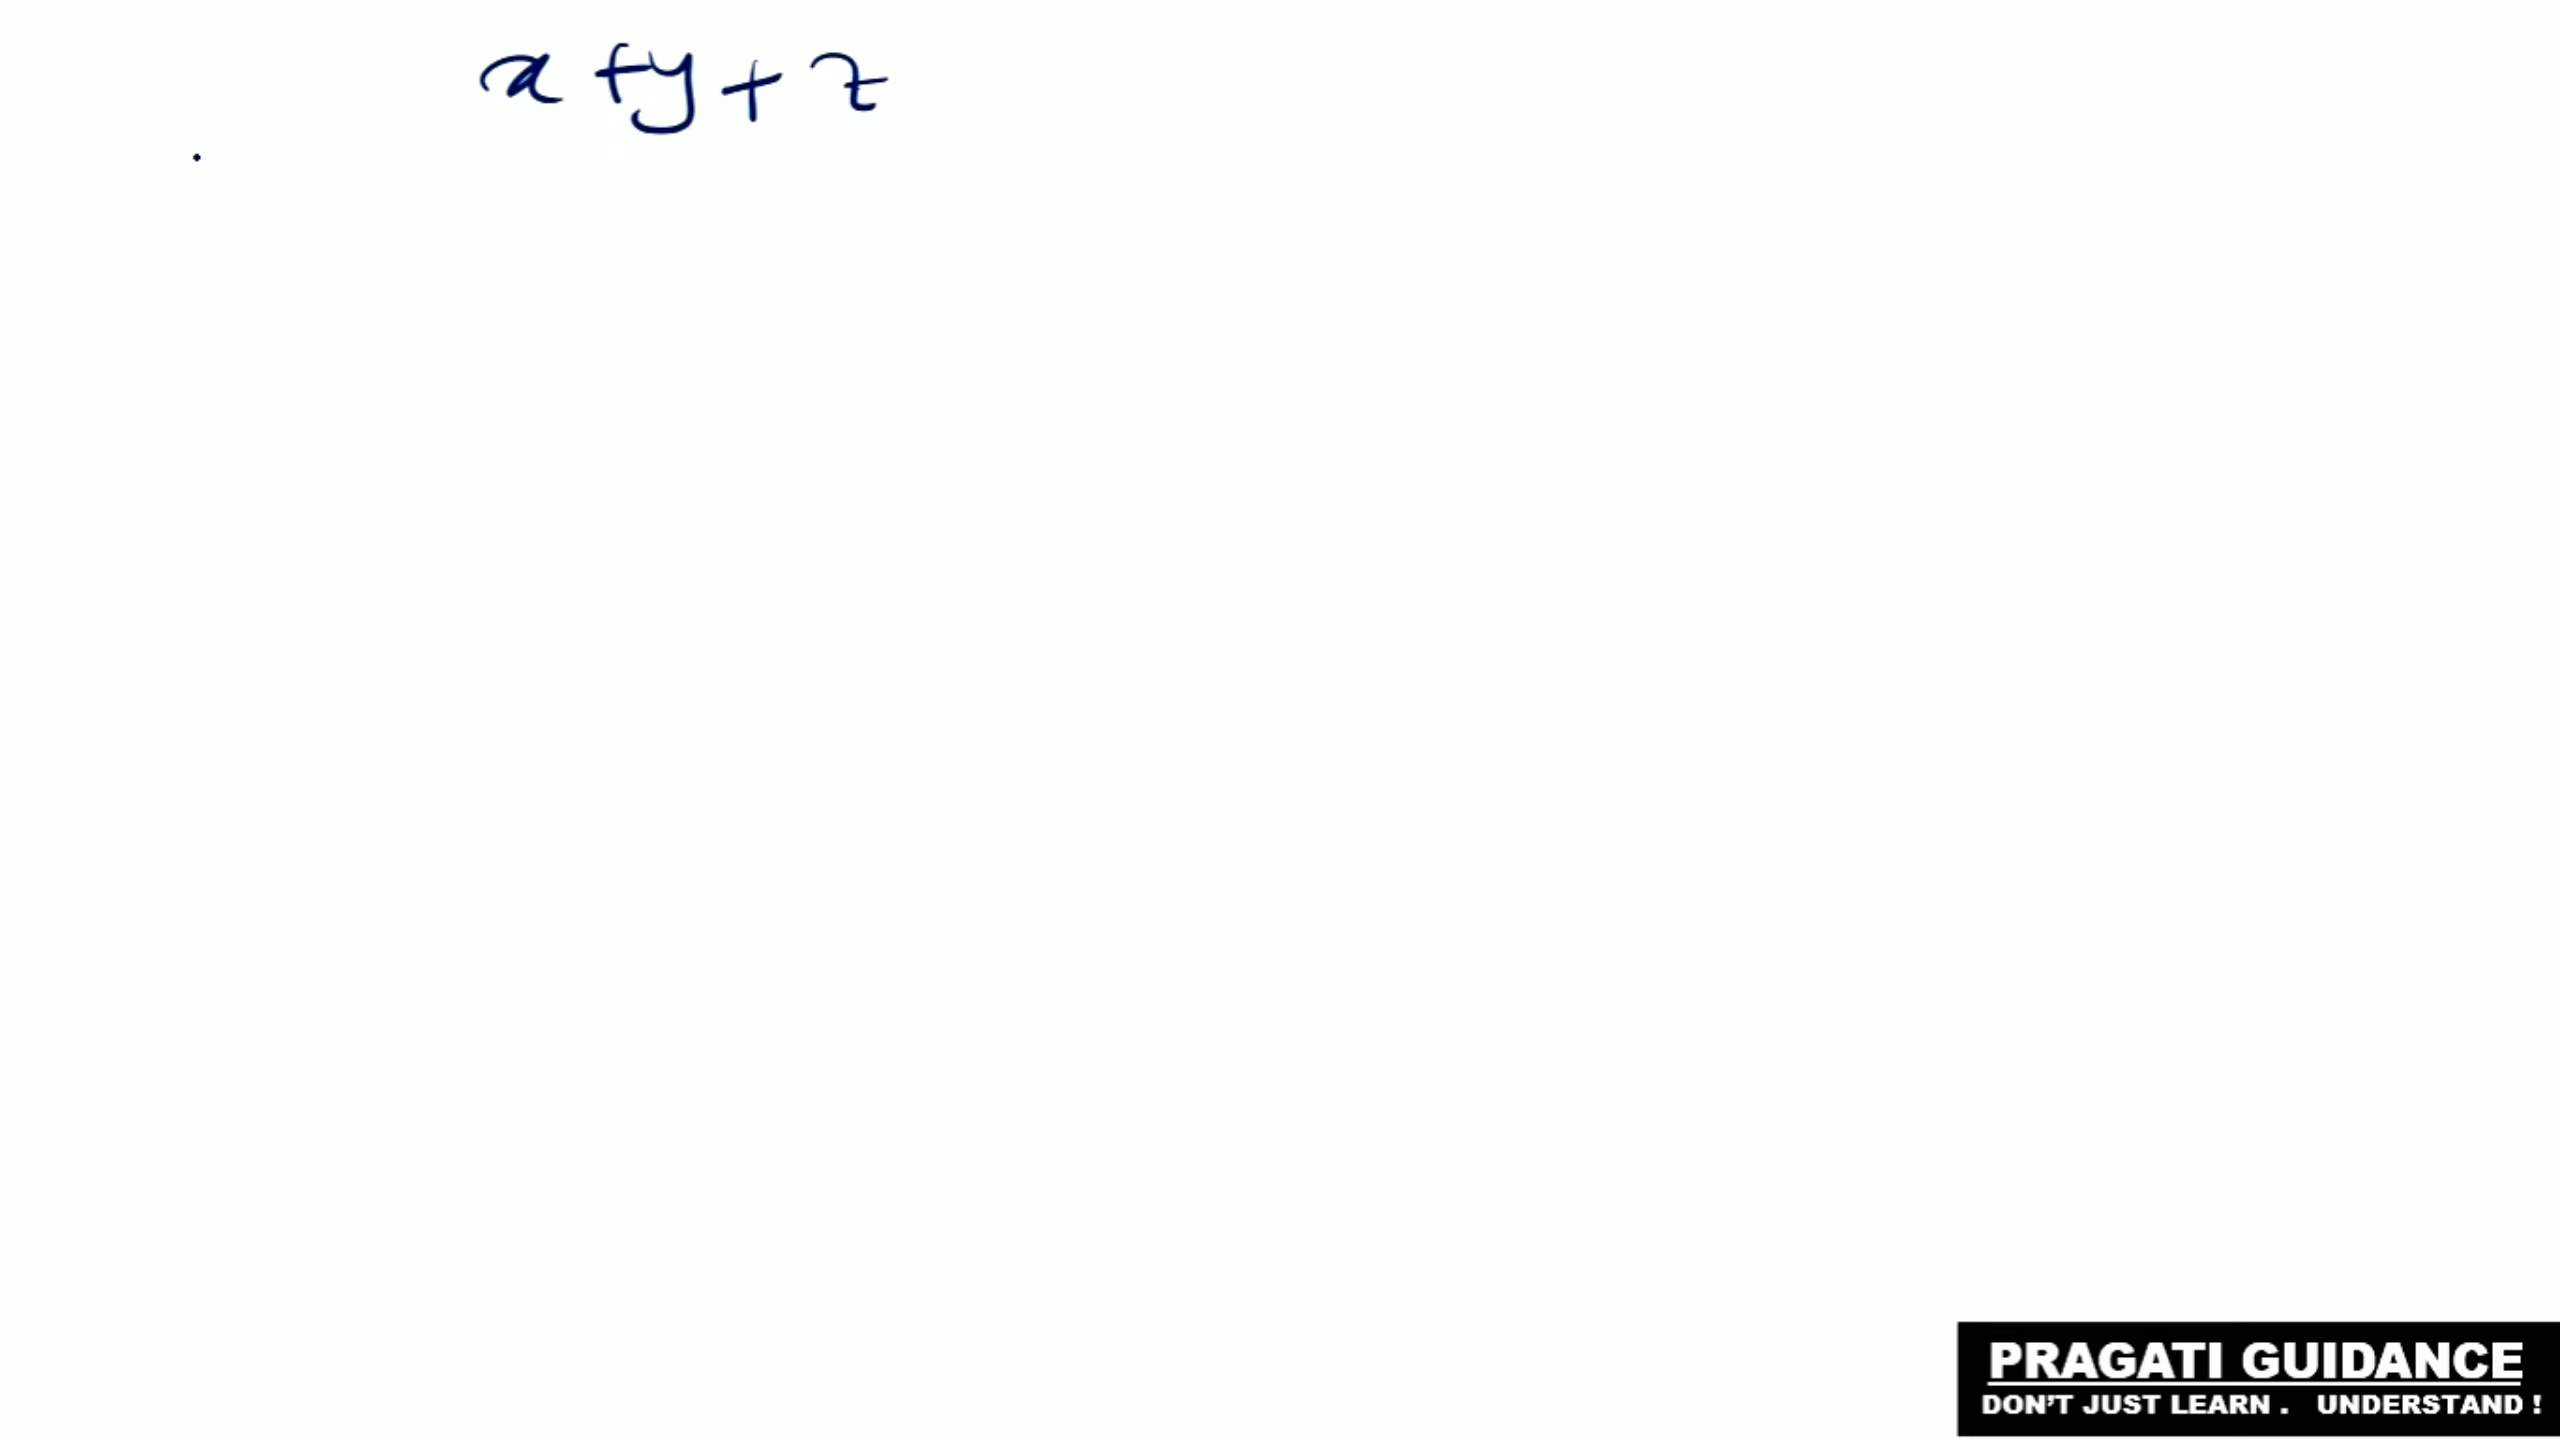 x + y + z
PRAGATI GUIDANCE
DON'T JUST LEARN . UNDERSTAND !